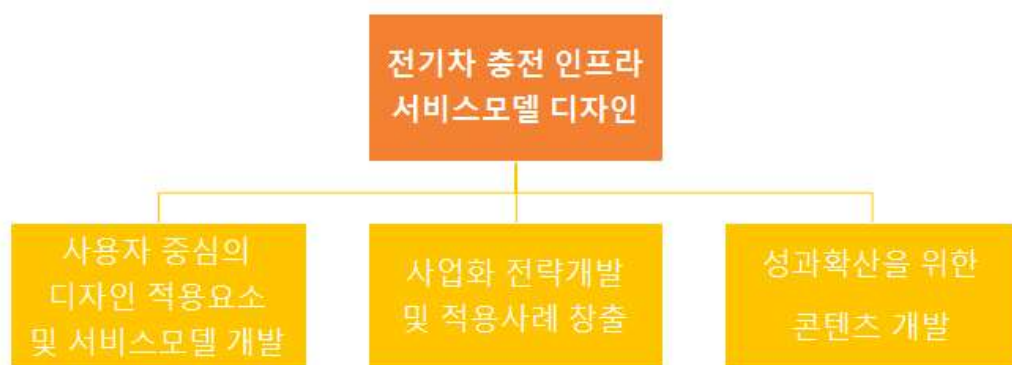 전기차 충전 인프라
서비스모델 디자인
사용자 중심의
디자인 적용요소
및 서비스모델 개발
사업화 전략개발
및 적용사례 창출
성과확산을 위한
콘텐츠 개발